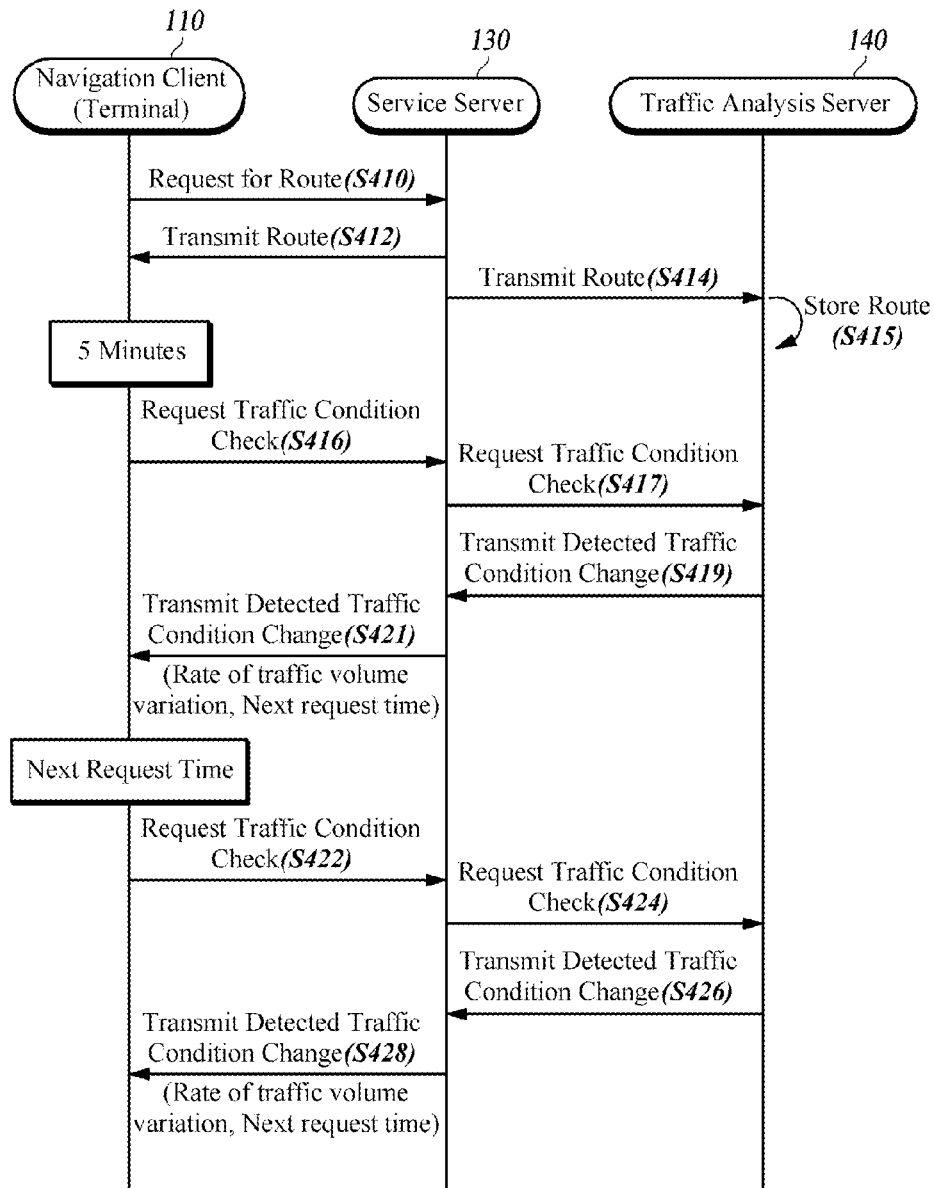 110
130
140
Navigation Client
(Terminal)
Service Server
Traffic Analysis Server
Request for Route(S410)
Transmit Route(S412)
Transmit Route(S414)
Store Route
(S415)
5 Minutes
Request Traffic Condition
Check(S416)
Request Traffic Condition
Check(S417)
Transmit Detected Traffic
Condition Change(S419)
Transmit Detected Traffic
Condition Change(S421)
(Rate of traffic volume
variation, Next request time)
Next Request Time
Request Traffic Condition
Check(S422)
Request Traffic Condition
Check(S424)
Transmit Detected Traffic
Condition Change(S426)
Transmit Detected Traffic
Condition Change(S428)
(Rate of traffic volume
variation, Next request time)